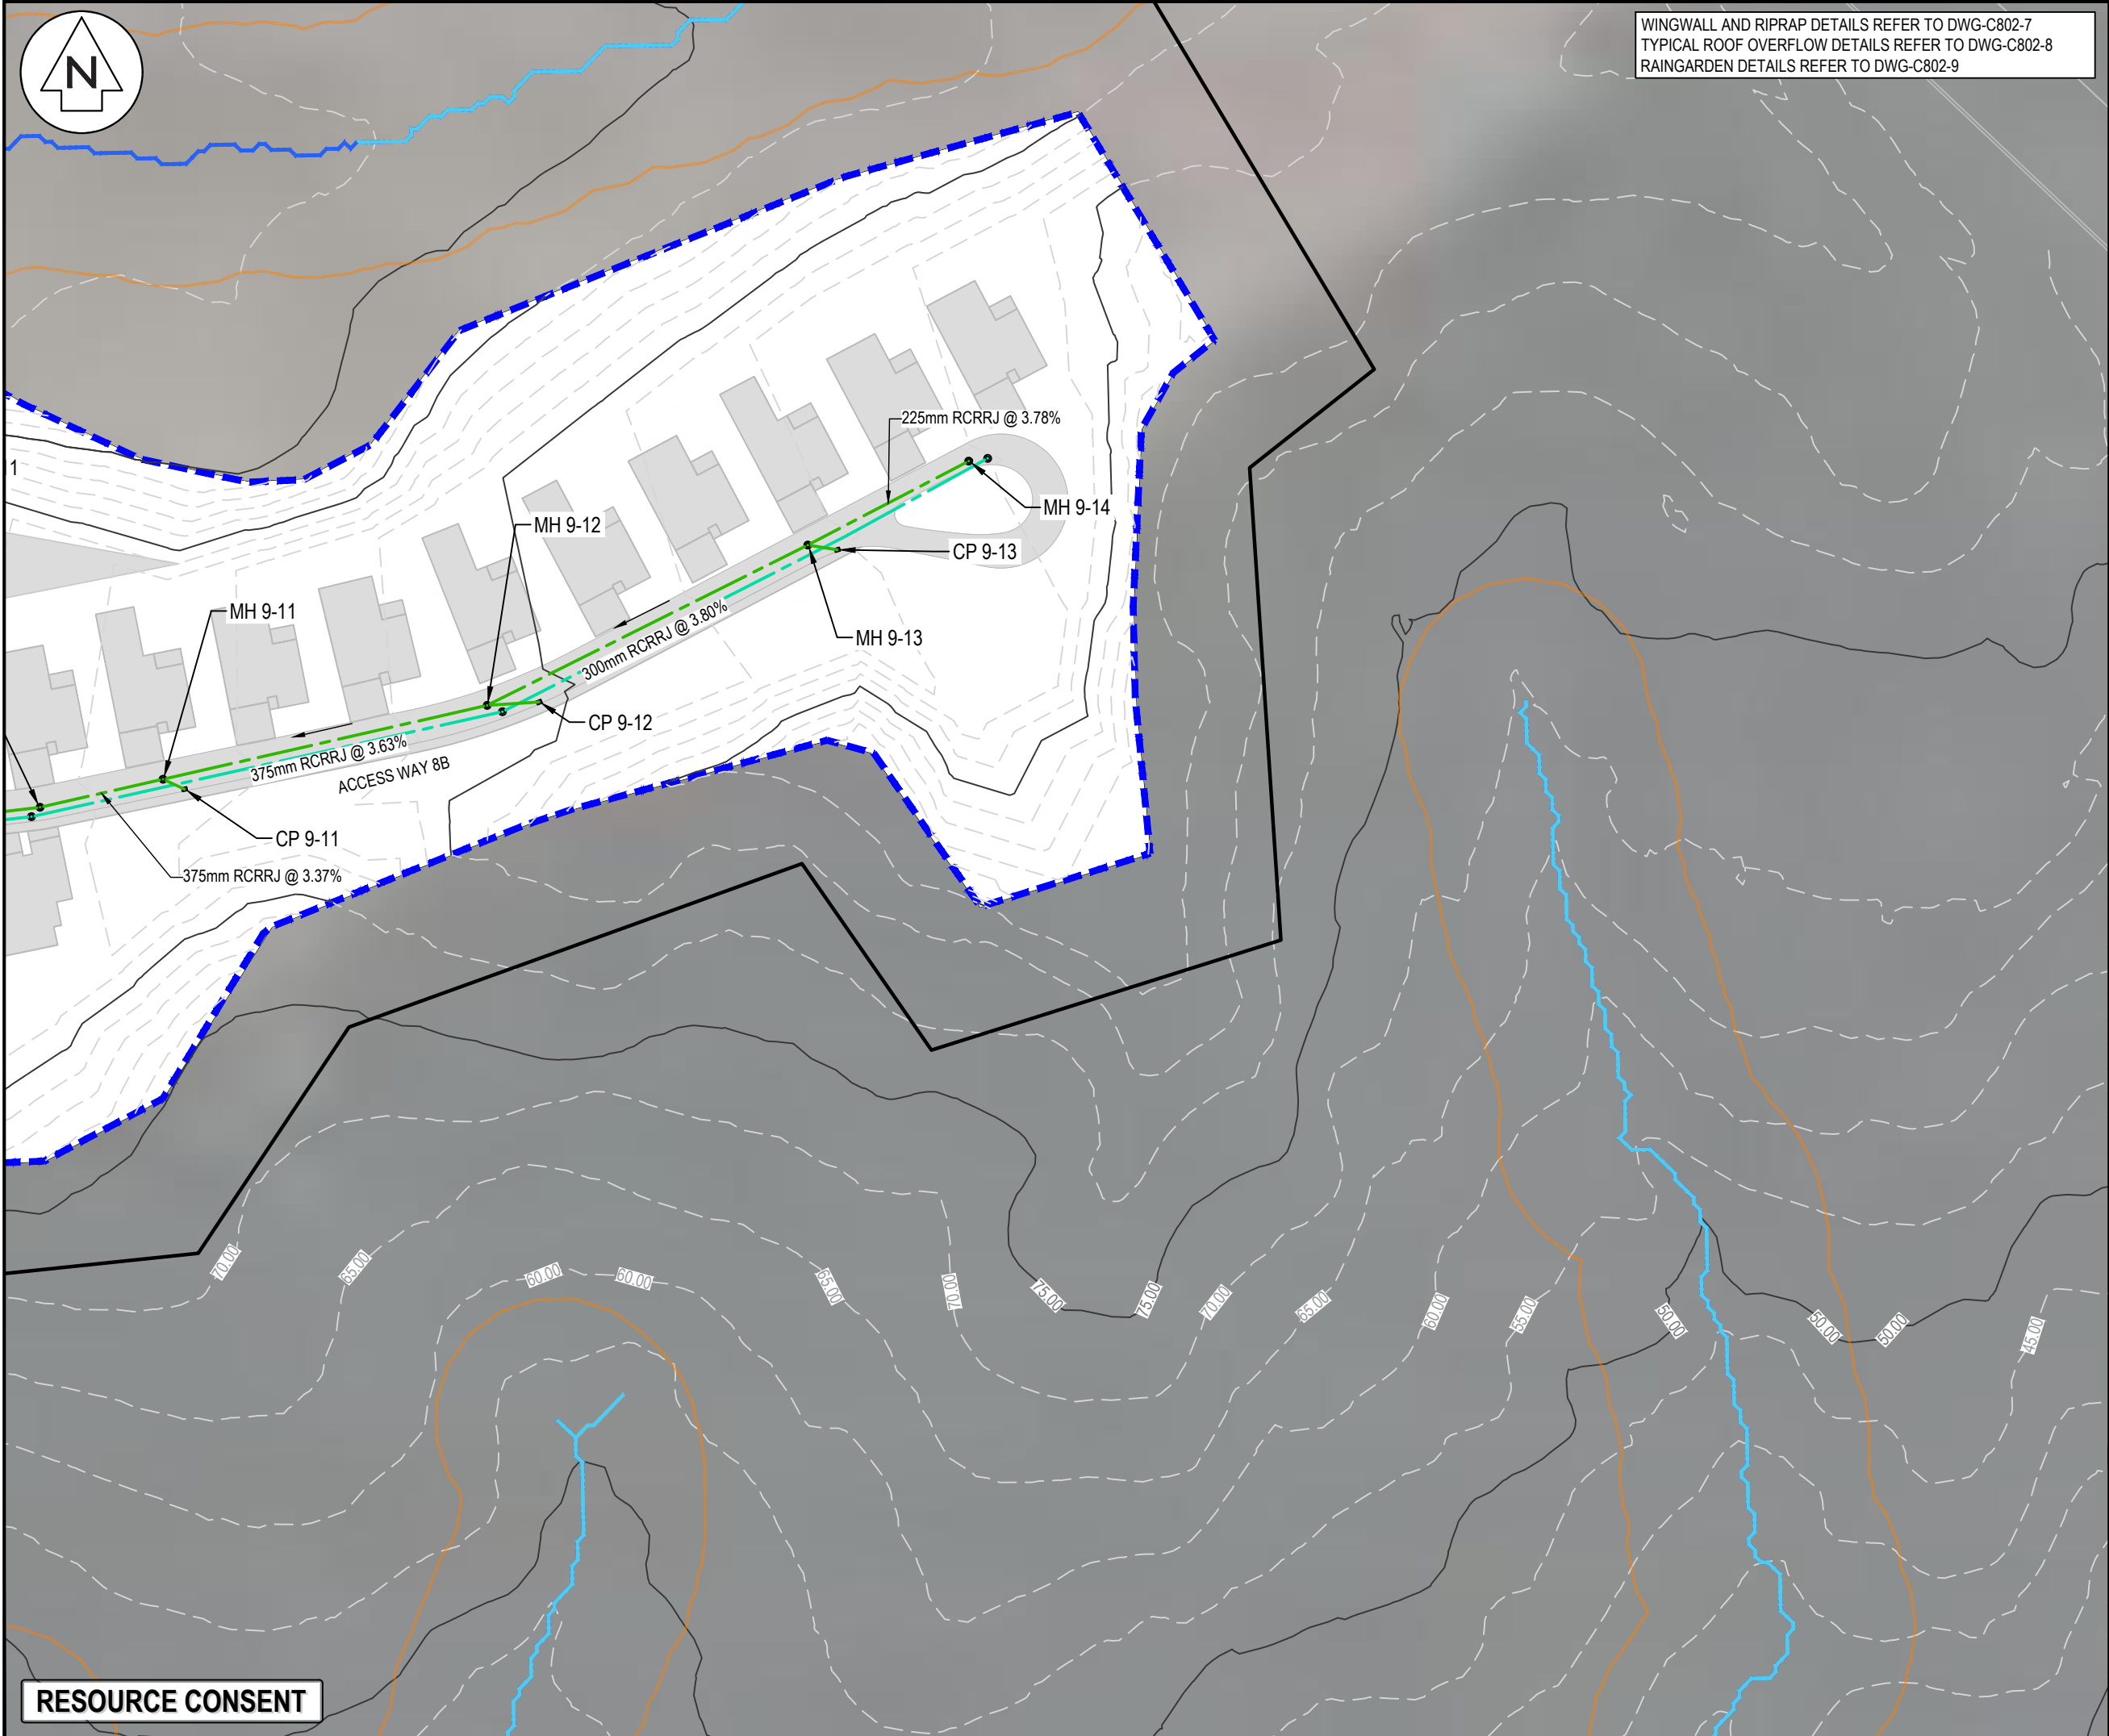 N
WINGWALL AND RIPRAP DETAILS REFER TO DWG-C802-7
TYPICAL ROOF OVERFLOW DETAILS REFER TO DWG-C802-8
RAINGARDEN DETAILS REFER TO DWG-C802-9
225mm RCRRJ @ 3.78%
1
MH 9-14
MH 9-12
CP 9-13
MH 9-11
MH 9-13
300mm RCRRJ @ 3.80%
CP 9-12
375mm RCRRJ @ 3.63%
ACCESS WAY 8B
CP 9-11
375mm RCRRJ @ 3.37%
70.00
65.00
60.00
60.00
65.00
70.00
75.00
75.00
70.00
65.00
60.00
55.00
50.00
50.00
50.00
45.00
RESOURCE CONSENT